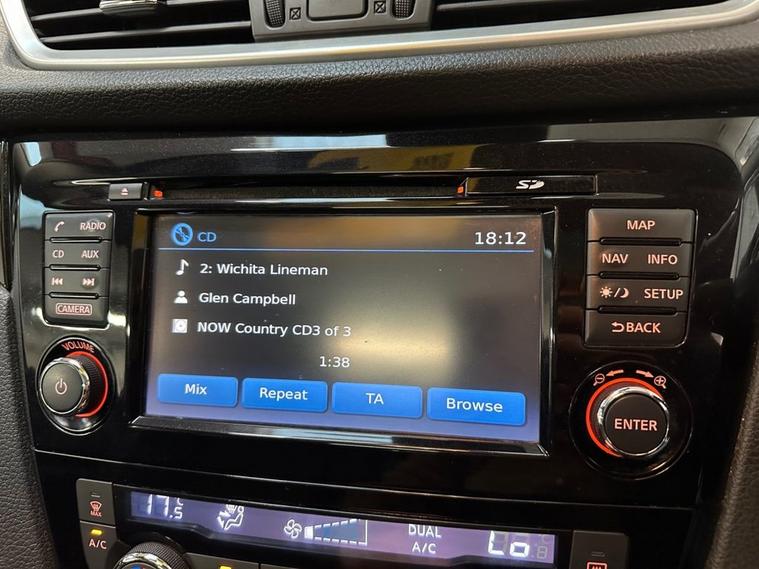 SD
RADIO
CD AUX
CAMERA
VOLUME
CD 18:12
2: Wichita Lineman
Glen Campbell
NOW Country CD3 of 3
1:38
Mix Repeat TA Browse
MAP
NAV INFO
SETUP
BACK
ENTER
MAX
A/C
17.5 °C
DUAL
A/C
Lo